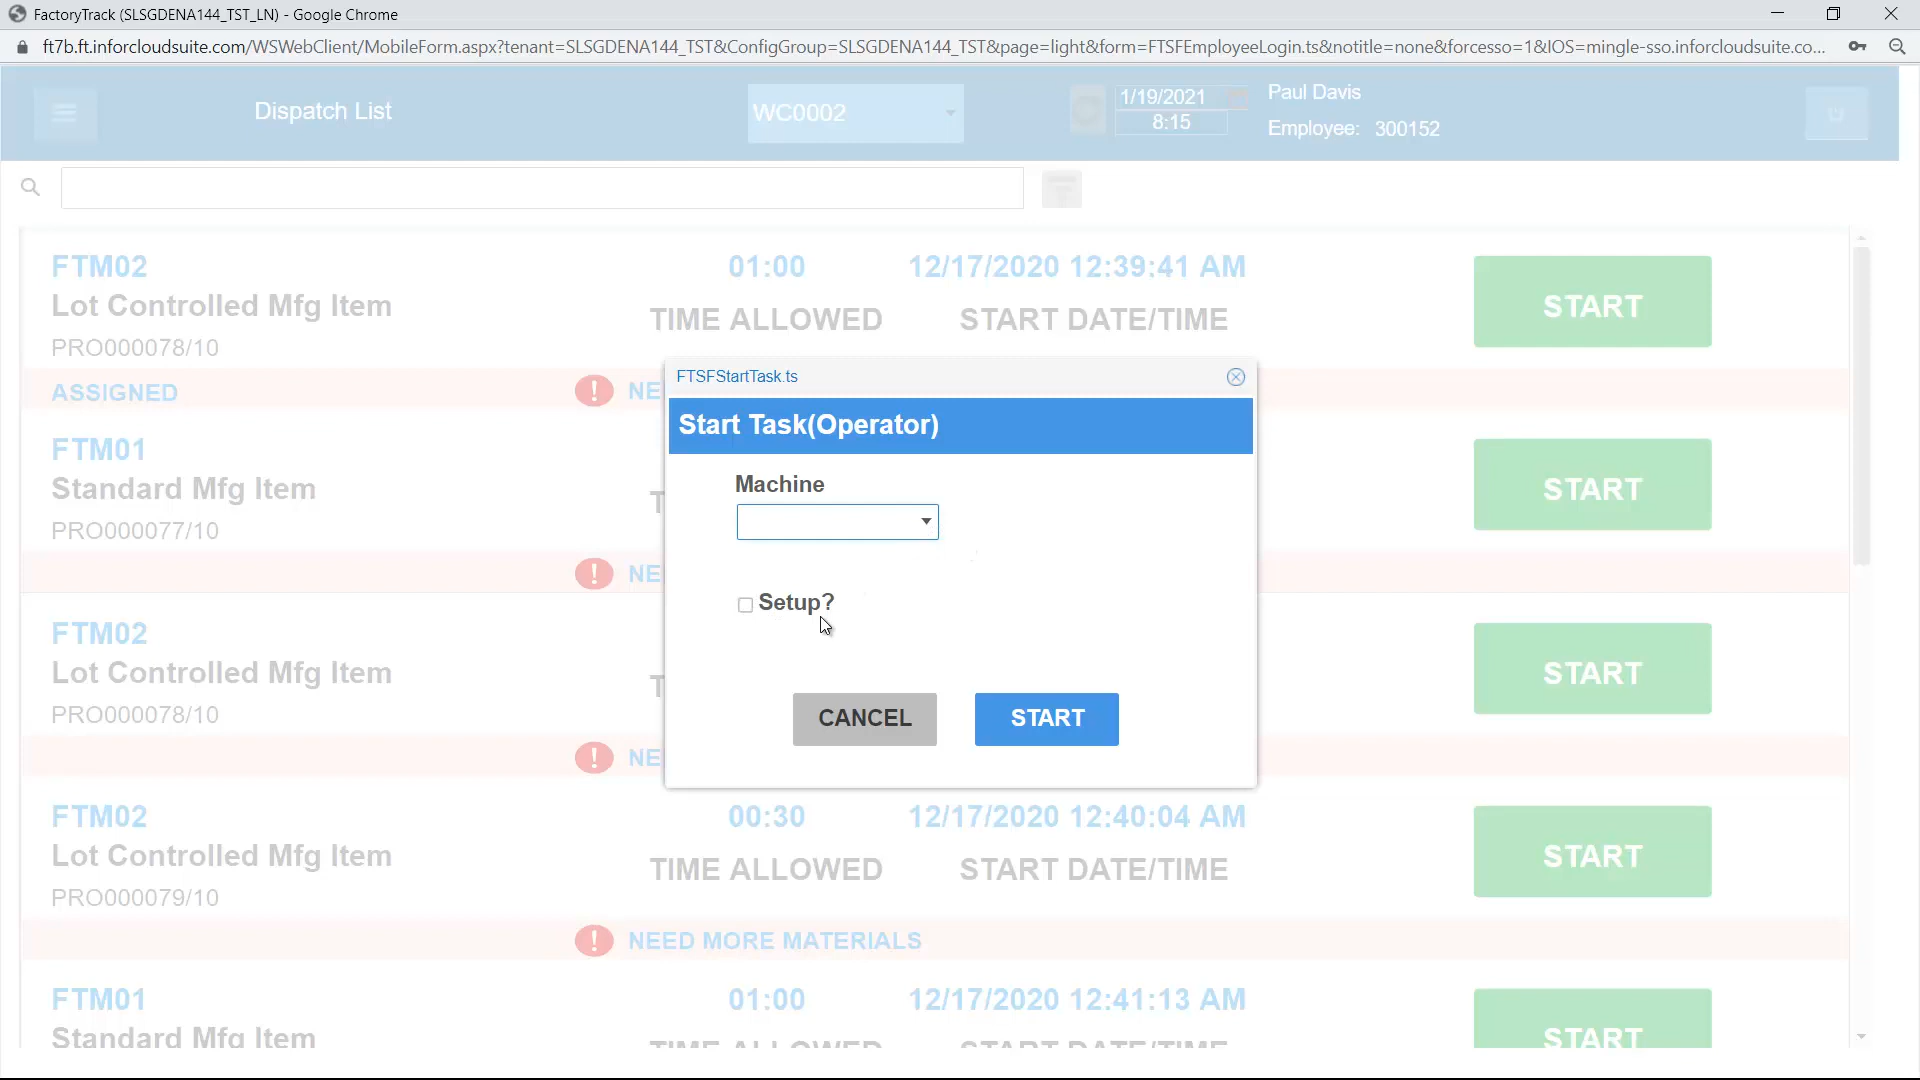 FactoryTrack (SLSGDENA144_TST_LN) - Google Chrome
ft7b.ft.inforcloudsuite.com/WSWebClient/MobileForm.aspx?tenant=SLSGDENA144_TST&ConfigGroup=SLSGDENA144_TST&page=light&form=FTSFEmployeeLogin.ts&notitle=none&forcesso=1&IOS=mingle-sso.inforcloudsuite.co...
Dispatch List
WC0002
1/19/2021
8:15
Paul Davis
Employee: 300152
FTM02 01:00 12/17/2020 12:39:41 AM
Lot Controlled Mfg Item TIME ALLOWED START DATE/TIME START
PRO000078/10
ASSIGNED ! NE
FTM01
Standard Mfg Item T START
PRO000077/10
! NE
FTM02
Lot Controlled Mfg Item T START
PRO000078/10
! NE
FTSFStartTask.ts
Start Task(Operator)
Machine
Setup?
CANCEL START
FTM02 00:30 12/17/2020 12:40:04 AM
Lot Controlled Mfg Item TIME ALLOWED START DATE/TIME START
PRO000079/10
! NEED MORE MATERIALS
FTM01 01:00 12/17/2020 12:41:13 AM
Standard Mfg Item TIME ALLOWED START DATE/TIME START